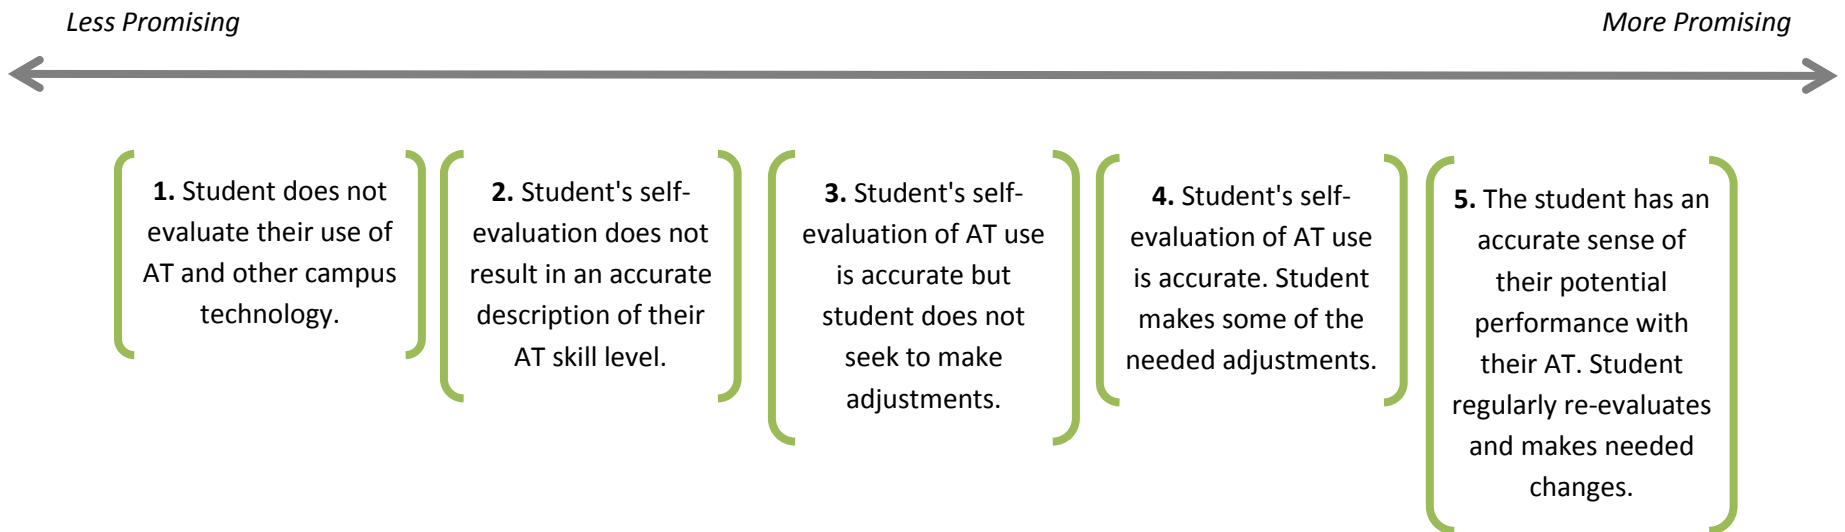 Less Promising
More Promising
1. Student does not
evaluate their use of
AT and other campus
technology.
2. Student's self-
evaluation does not
result in an accurate
description of their
AT skill level.
3. Student's self-
evaluation of AT use
is accurate but
student does not
seek to make
adjustments.
4. Student's self-
evaluation of AT use
is accurate. Student
makes some of the
needed adjustments.
5. The student has an
accurate sense of
their potential
performance with
their AT. Student
regularly re-evaluates
and makes needed
changes.